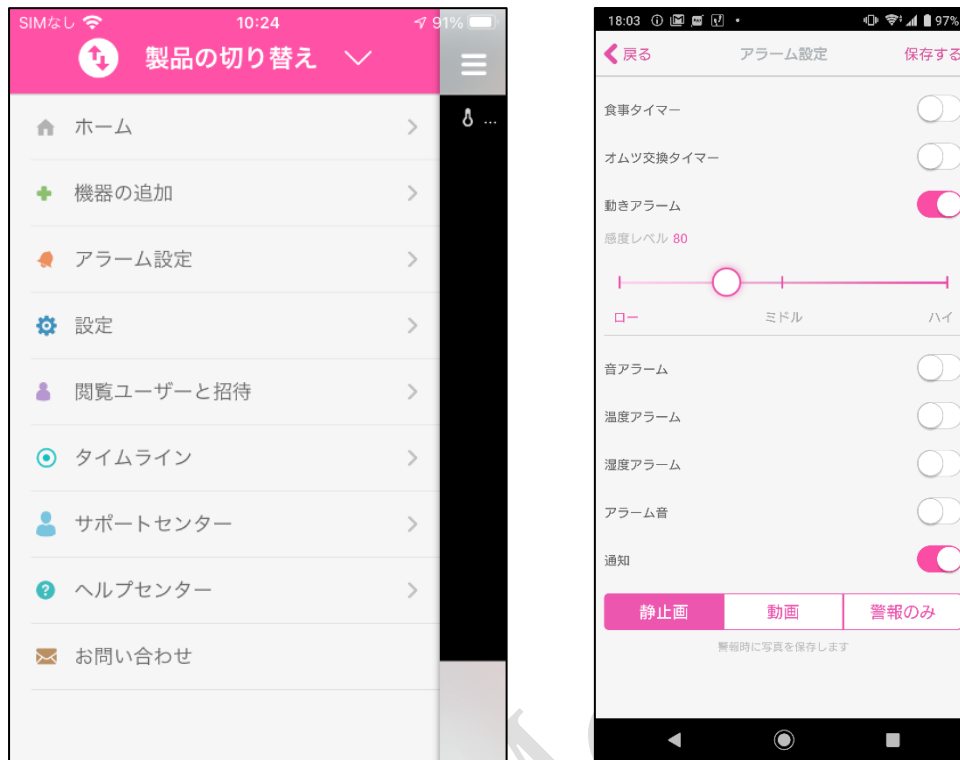 SIMなし 10:24 91%
製品の切り替え
ホーム
機器の追加
アラーム設定
設定
閲覧ユーザーと招待
タイムライン
サポートセンター
ヘルプセンター
お問い合わせ
...
18:03 97%
戻る アラーム設定 保存する
食事タイマー
オムツ交換タイマー
動きアラーム
感度レベル 80
ロー ミドル ハイ
音アラーム
温度アラーム
湿度アラーム
アラーム音
通知
静止画 動画 警報のみ
警報時に写真を保存します